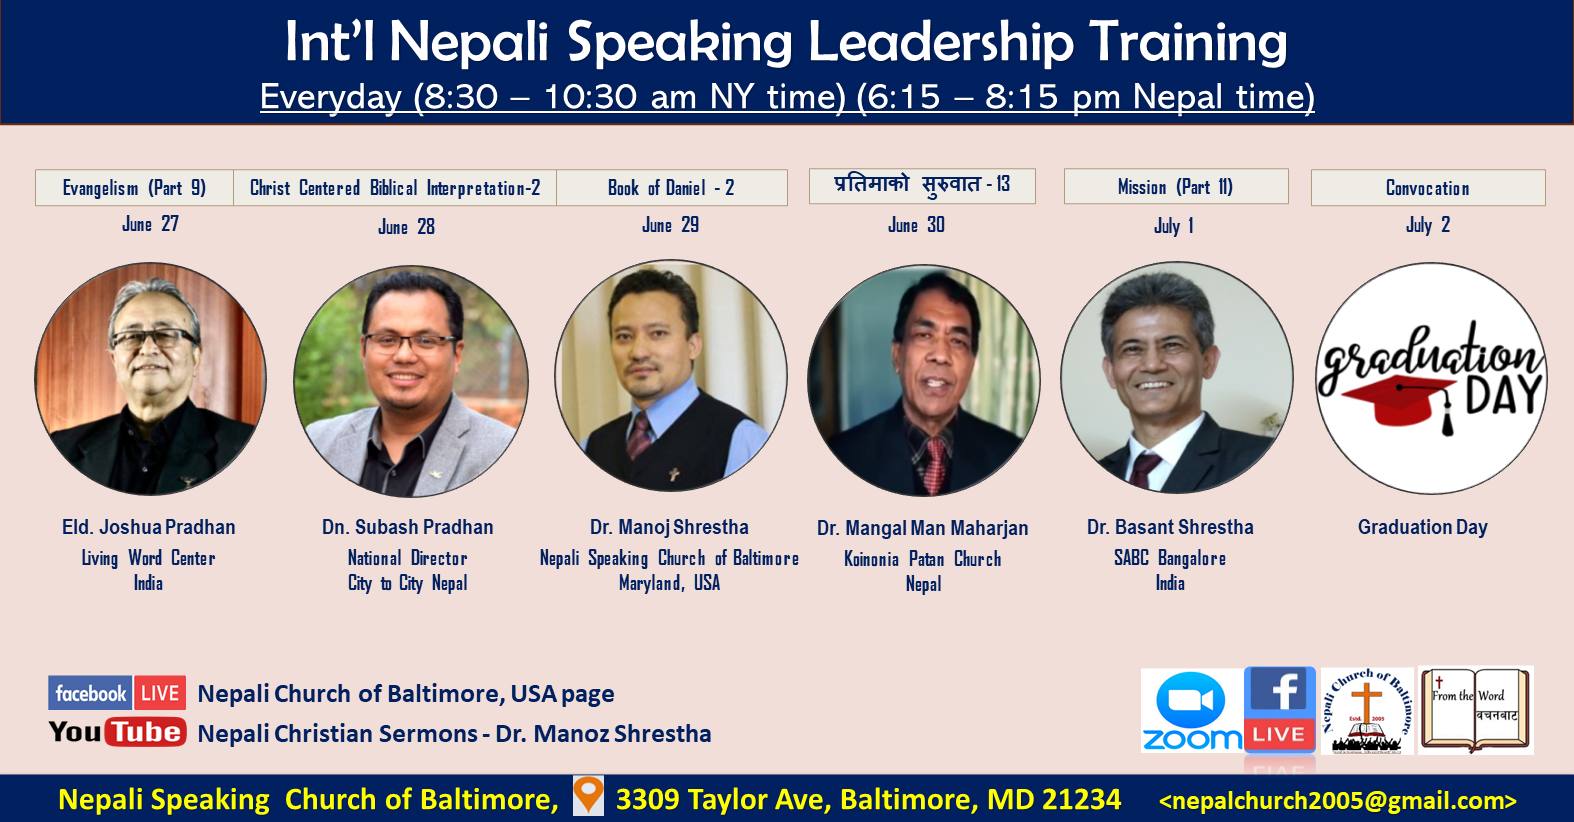 Int'l Nepali Speaking Leadership Training
Everyday (8:30 – 10:30 am NY time) (6:15 – 8:15 pm Nepal time)
Evangelism (Part 9)
June 27
Christ Centered Biblical Interpretation-2
June 28
Book of Daniel - 2
June 29
प्रतिमाको सुरुवात - 13
June 30
Mission (Part 11)
July 1
Convocation
July 2
graduation
DAY
Eld. Joshua Pradhan
Living Word Center
India
Dn. Subash Pradhan
National Director
City to City Nepal
Dr. Manoj Shrestha
Nepali Speaking Church of Baltimore
Maryland, USA
Dr. Mangal Man Maharjan
Koinonia Patan Church
Nepal
Dr. Basant Shrestha
SABC Bangalore
India
Graduation Day
facebook LIVE Nepali Church of Baltimore, USA page
YouTube Nepali Christian Sermons - Dr. Manoz Shrestha
zoom
f
LIVE
Nepali Church of Baltimore
Estd. 2005
From the Word
वचनबाट
Nepali Speaking Church of Baltimore, 3309 Taylor Ave, Baltimore, MD 21234 <nepalchurch2005@gmail.com>